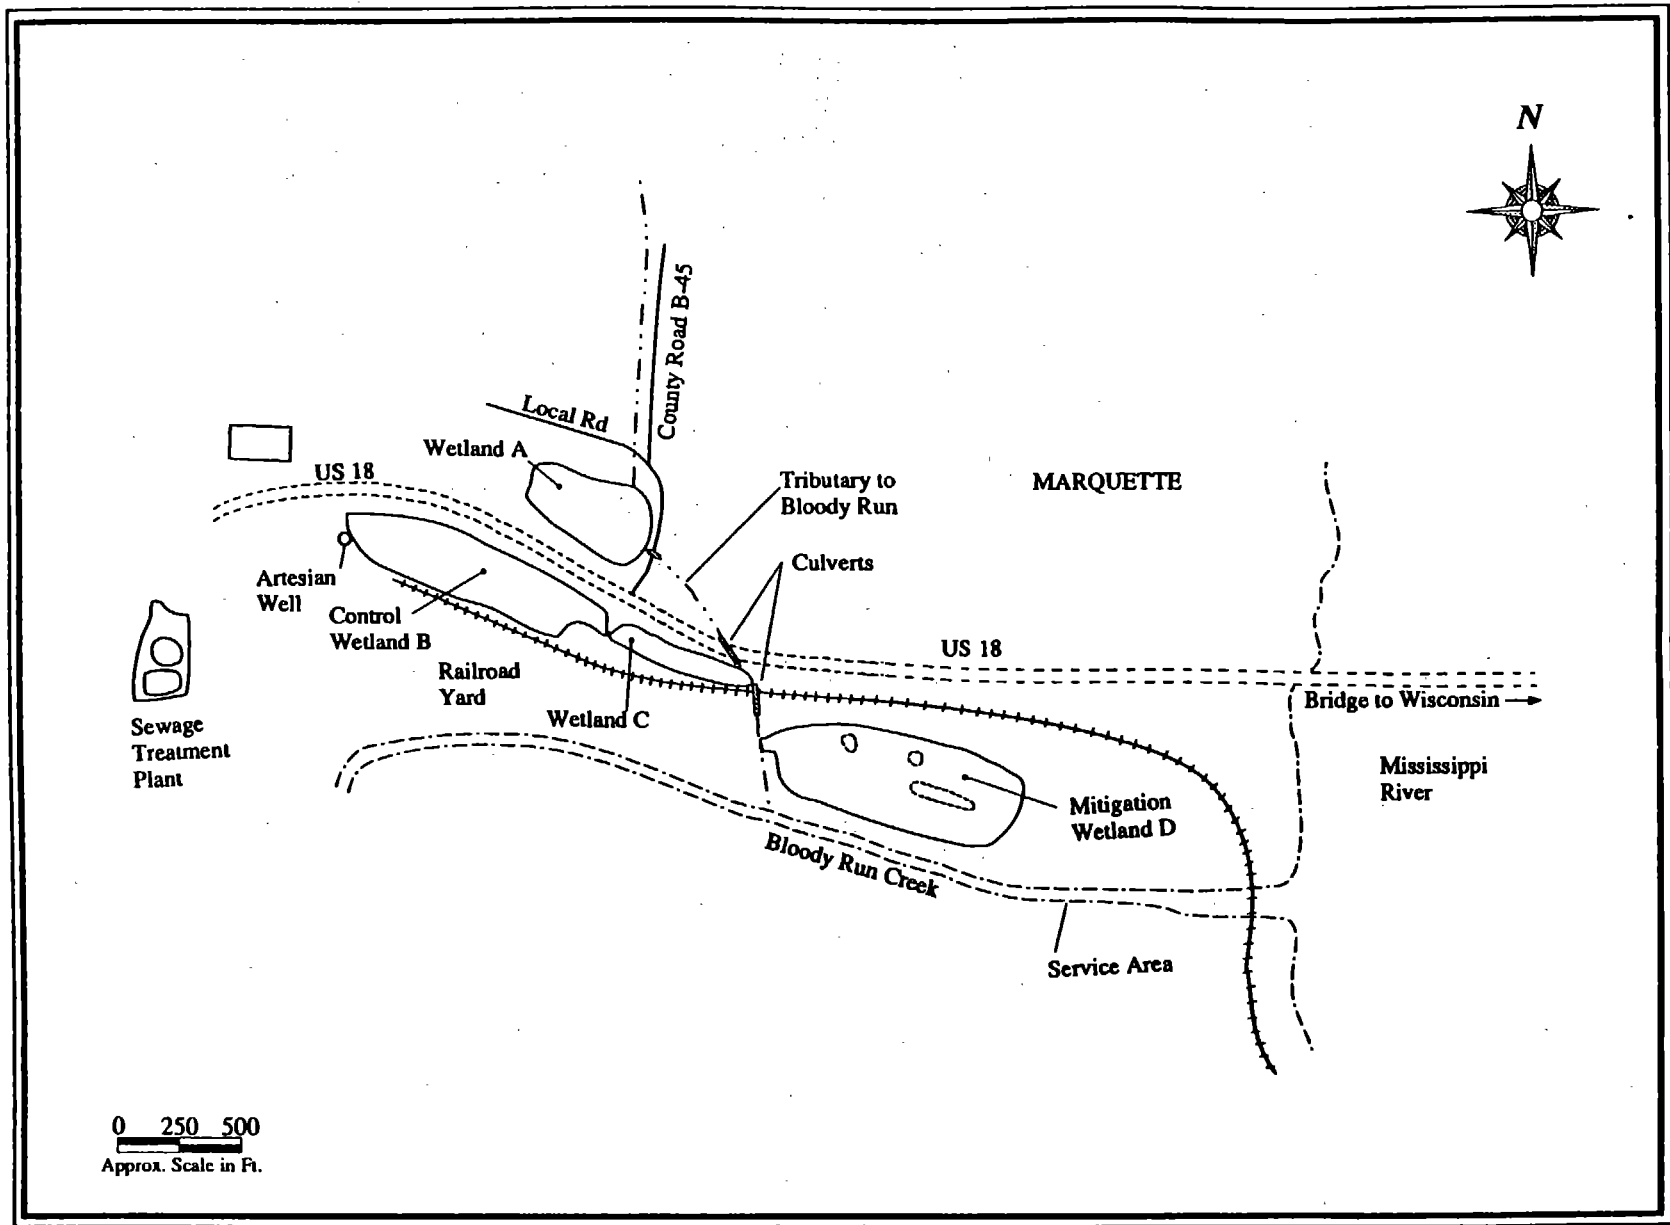 N
County Road B-45
Local Rd
Wetland A
US 18
Tributary to
Bloody Run
MARQUETTE
Culverts
Artesian
Well
Control
Wetland B
US 18
Railroad
Yard
Bridge to Wisconsin
Wetland C
Sewage
Treatment
Plant
Mississippi
River
Mitigation
Wetland D
Bloody Run Creek
Service Area
0 250 500
Approx. Scale in Ft.